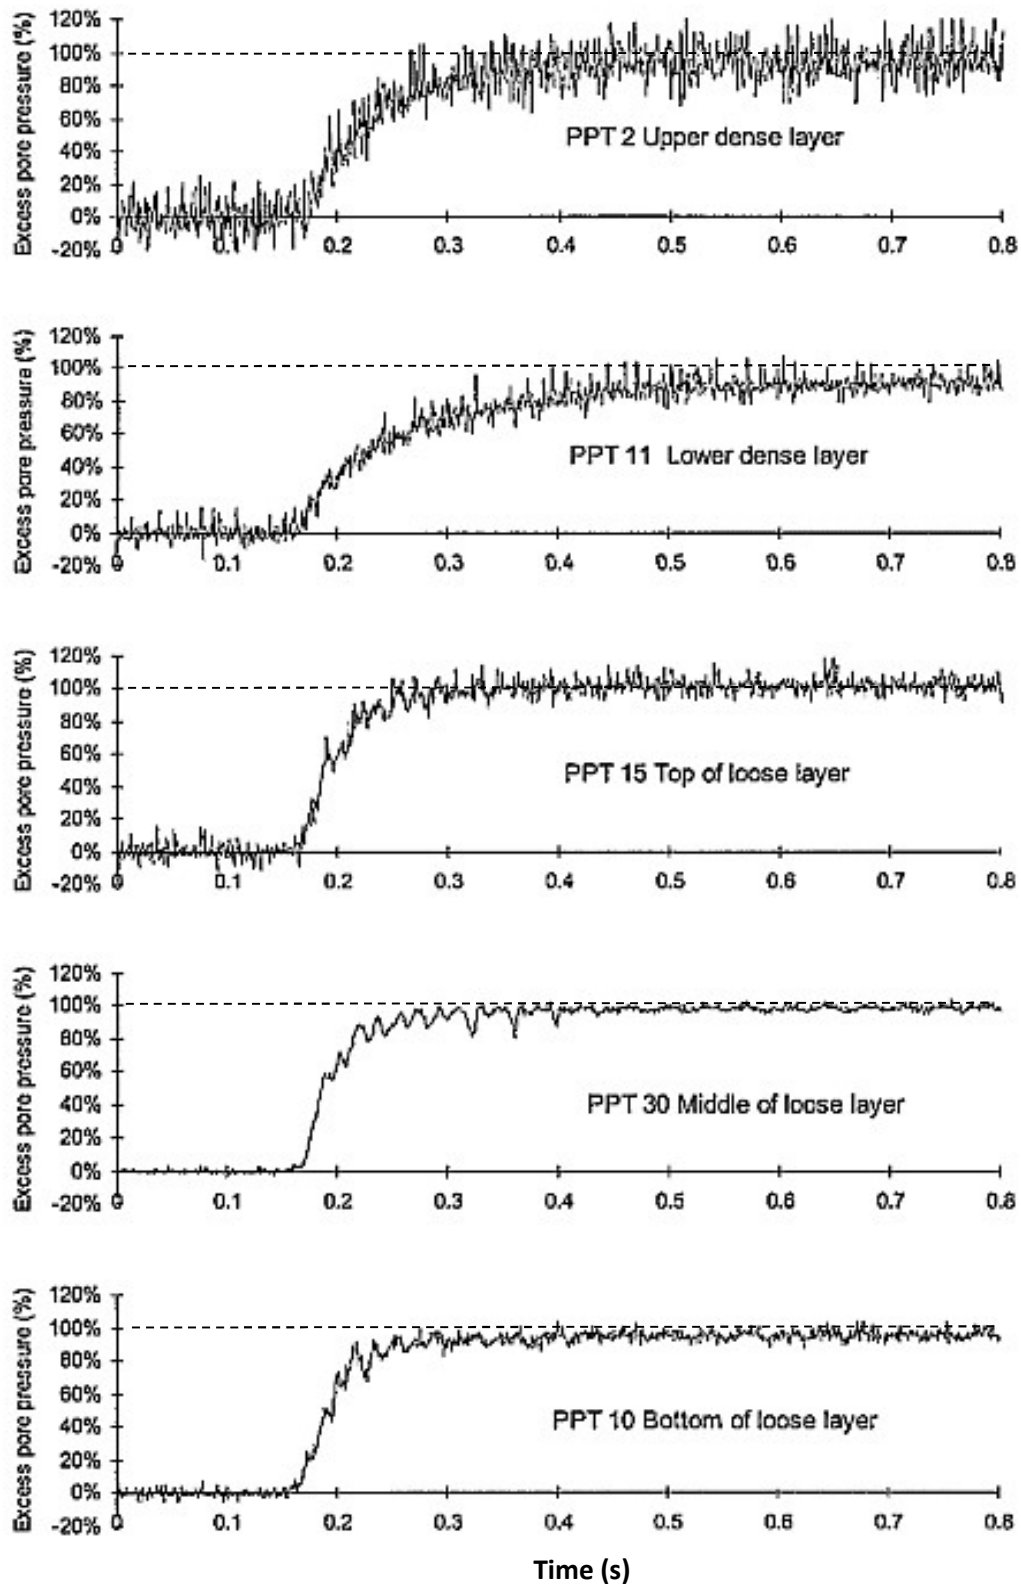 Excess pore pressure (%)
120%
100%
80%
60%
40%
20%
0%
-20%
0 0.1 0.2 0.3 0.4 0.5 0.6 0.7 0.8
PPT 2 Upper dense layer
Excess pore pressure (%)
120%
100%
80%
60%
40%
20%
0%
-20%
0 0.1 0.2 0.3 0.4 0.5 0.6 0.7 0.8
PPT 11 Lower dense layer
Excess pore pressure (%)
120%
100%
80%
60%
40%
20%
0%
-20%
0 0.1 0.2 0.3 0.4 0.5 0.6 0.7 0.8
PPT 15 Top of loose layer
Excess pore pressure (%)
120%
100%
80%
60%
40%
20%
0%
-20%
0 0.1 0.2 0.3 0.4 0.5 0.6 0.7 0.8
PPT 30 Middle of loose layer
Excess pore pressure (%)
120%
100%
80%
60%
40%
20%
0%
-20%
0 0.1 0.2 0.3 0.4 0.5 0.6 0.7 0.8
PPT 10 Bottom of loose layer
Time (s)